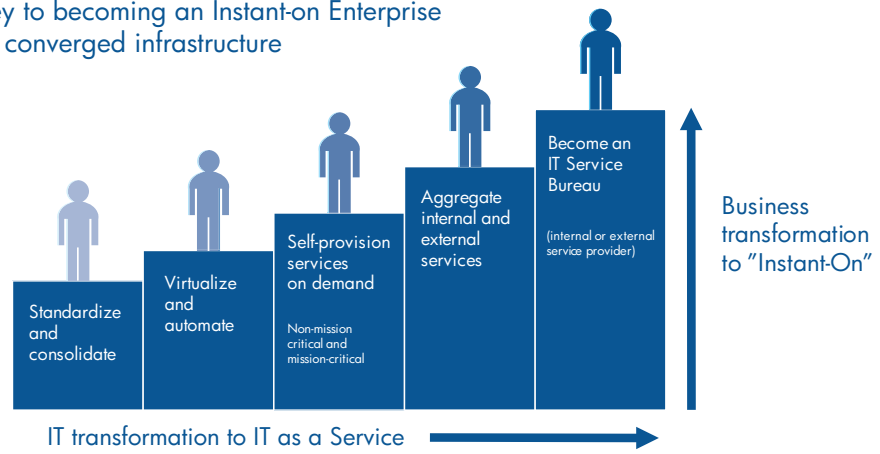 ey to becoming an Instant-on Enterprise
converged infrastructure
Standardize
and
consolidate
Virtualize
and
automate
Self-provision
services
on demand
Non-mission
critical and
mission-critical
Aggregate
internal and
external
services
Become an
IT Service
Bureau
(internal or external
service provider)
Business
transformation
to "Instant-On"
IT transformation to IT as a Service